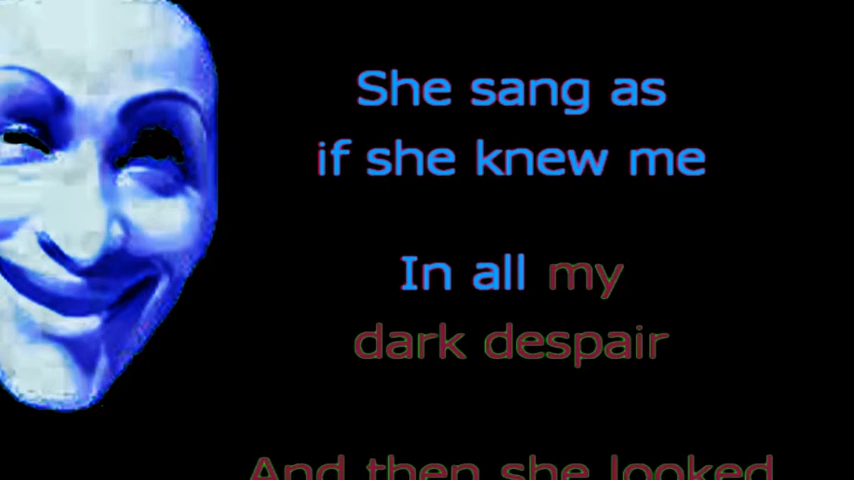 She sang as
if she knew me
In all my
dark despair
And then she looked